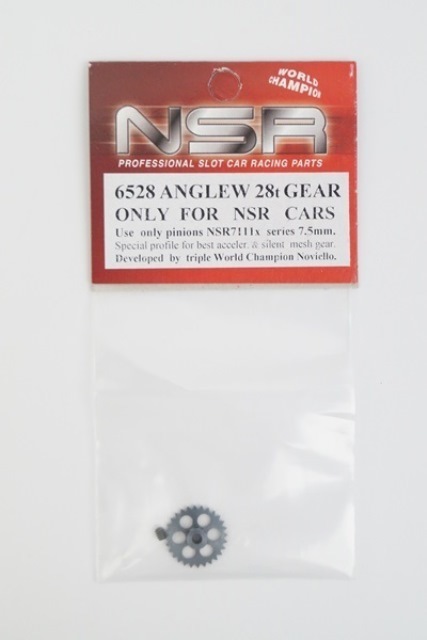 WORLD
CHAMPION
NSR
PROFESSIONAL SLOT CAR RACING PARTS
6528 ANGLEW 28t GEAR
ONLY FOR NSR CARS
Use only pinions NSR7111x series 7.5mm.
Special profile for best acceler. & silent mesh gear.
Developed by triple World Champion Noviello.